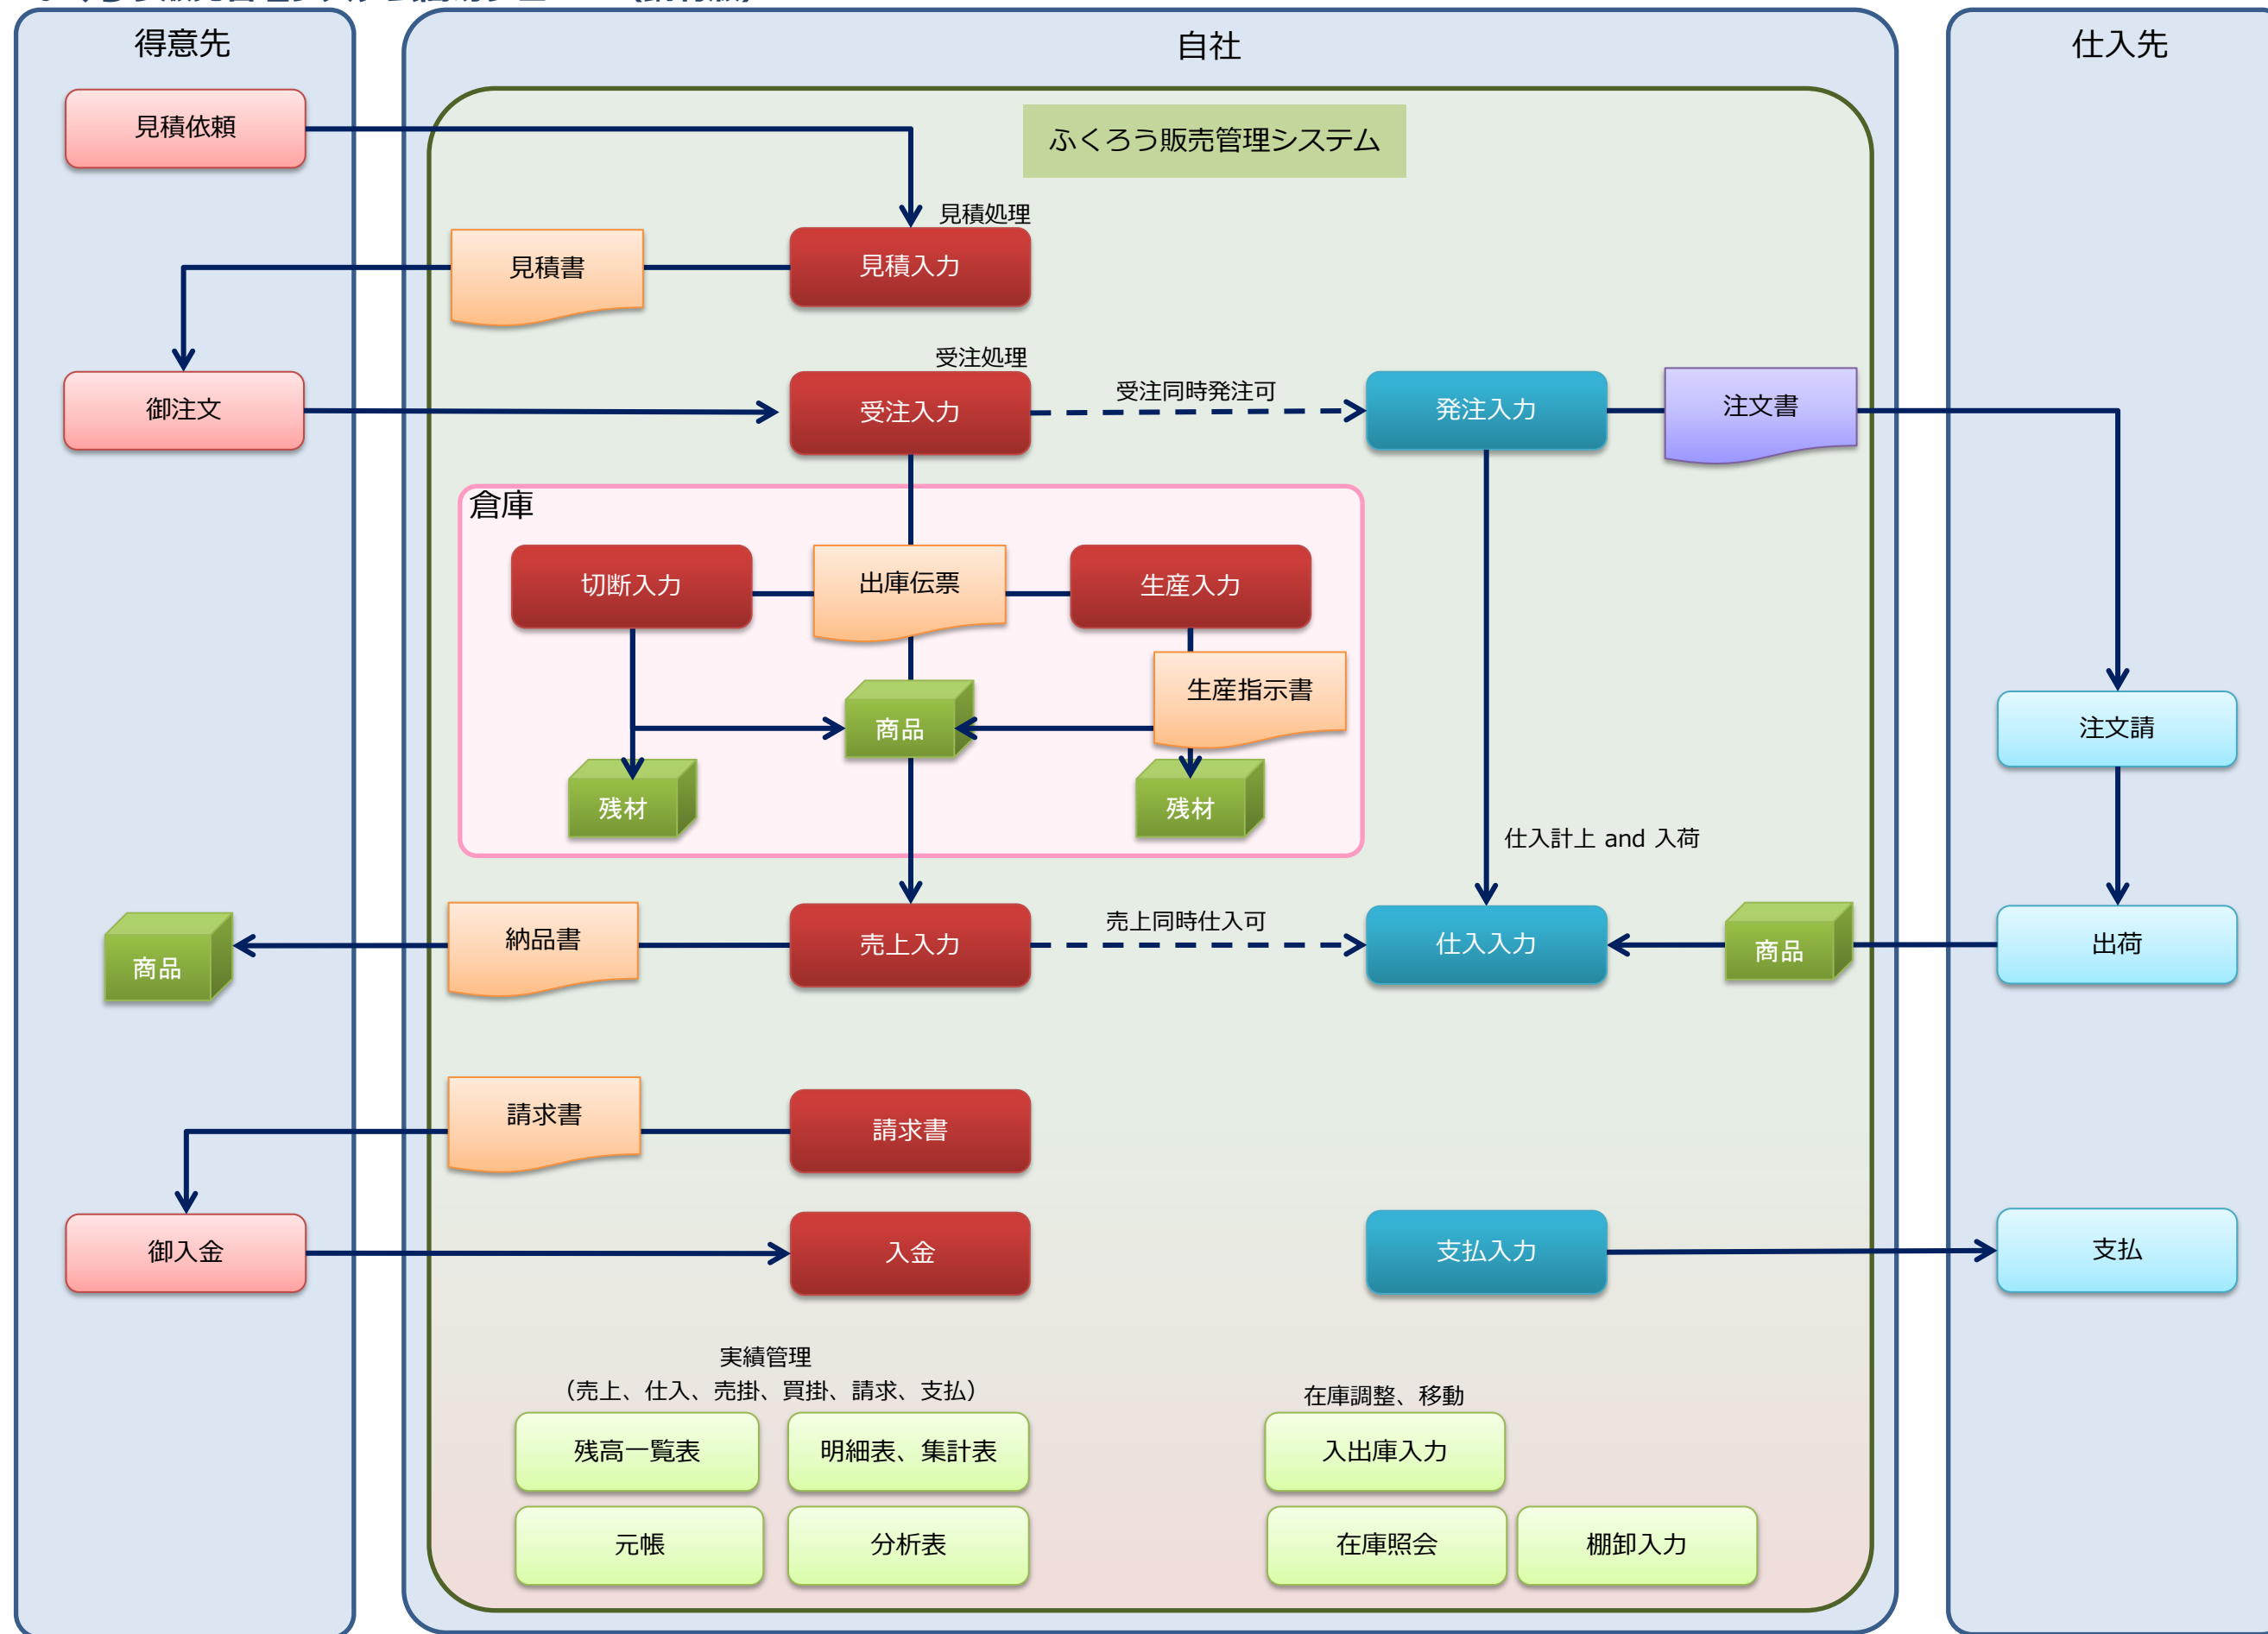 得意先
自社
仕入先
見積依頼
ふくろう販売管理システム
見積処理
見積書
見積入力
受注処理
御注文
受注入力
受注同時発注可
発注入力
注文書
倉庫
切断入力
出庫伝票
生産入力
生産指示書
商品
注文請
残材
残材
仕入計上 and 入荷
商品
納品書
売上入力
売上同時仕入可
仕入入力
商品
出荷
請求書
請求書
御入金
入金
支払入力
支払
実績管理
（売上、仕入、売掛、買掛、請求、支払）
在庫調整、移動
残高一覧表
明細表、集計表
入出庫入力
元帳
分析表
在庫照会
棚卸入力